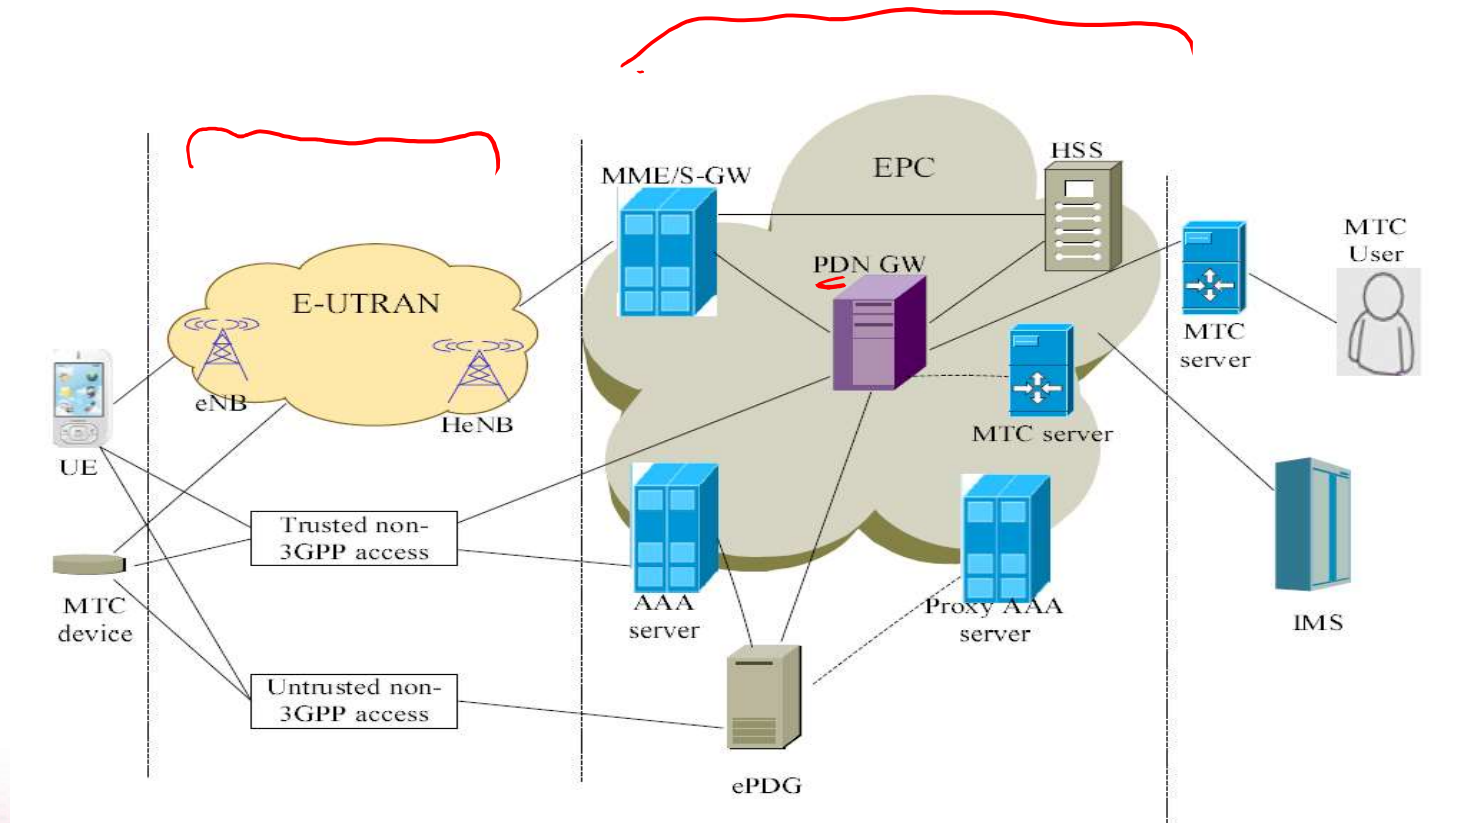 EPC
HSS
MME/S-GW
PDN GW
MTC
User
E-UTRAN
eNB
HeNB
MTC
server
MTC server
UE
Trusted non-
3GPP access
MTC
device
AAA
server
Proxy AAA
server
IMS
Untrusted non-
3GPP access
ePDG